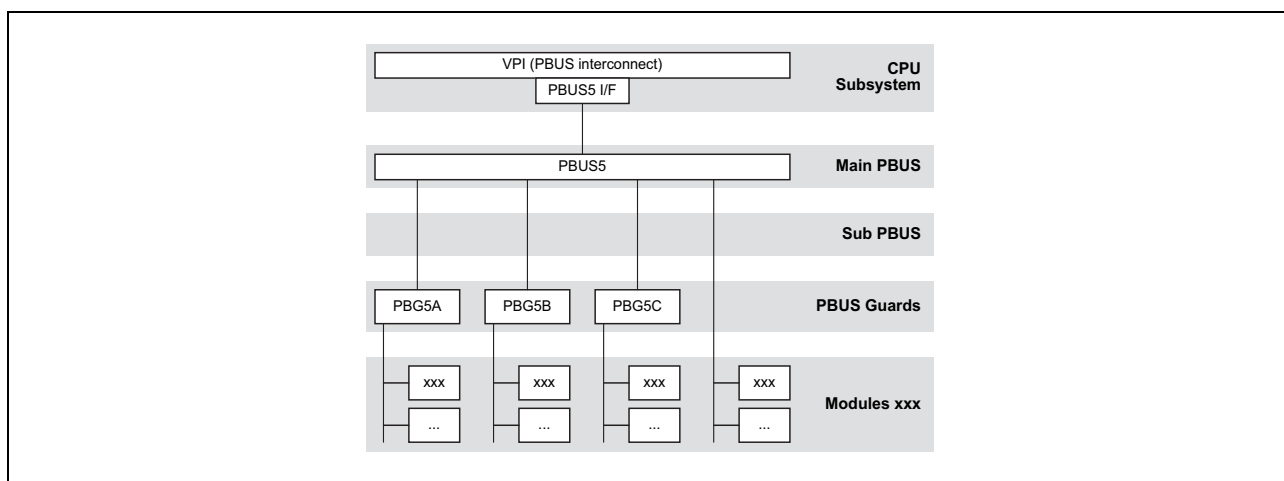 VPI (PBUS interconnect)
CPU
Subsystem
PBUS5 I/F
PBUS5
Main PBUS
Sub PBUS
PBG5A
PBG5B
PBG5C
PBUS Guards
xxx
xxx
xxx
xxx
Modules xxx
...
...
...
...